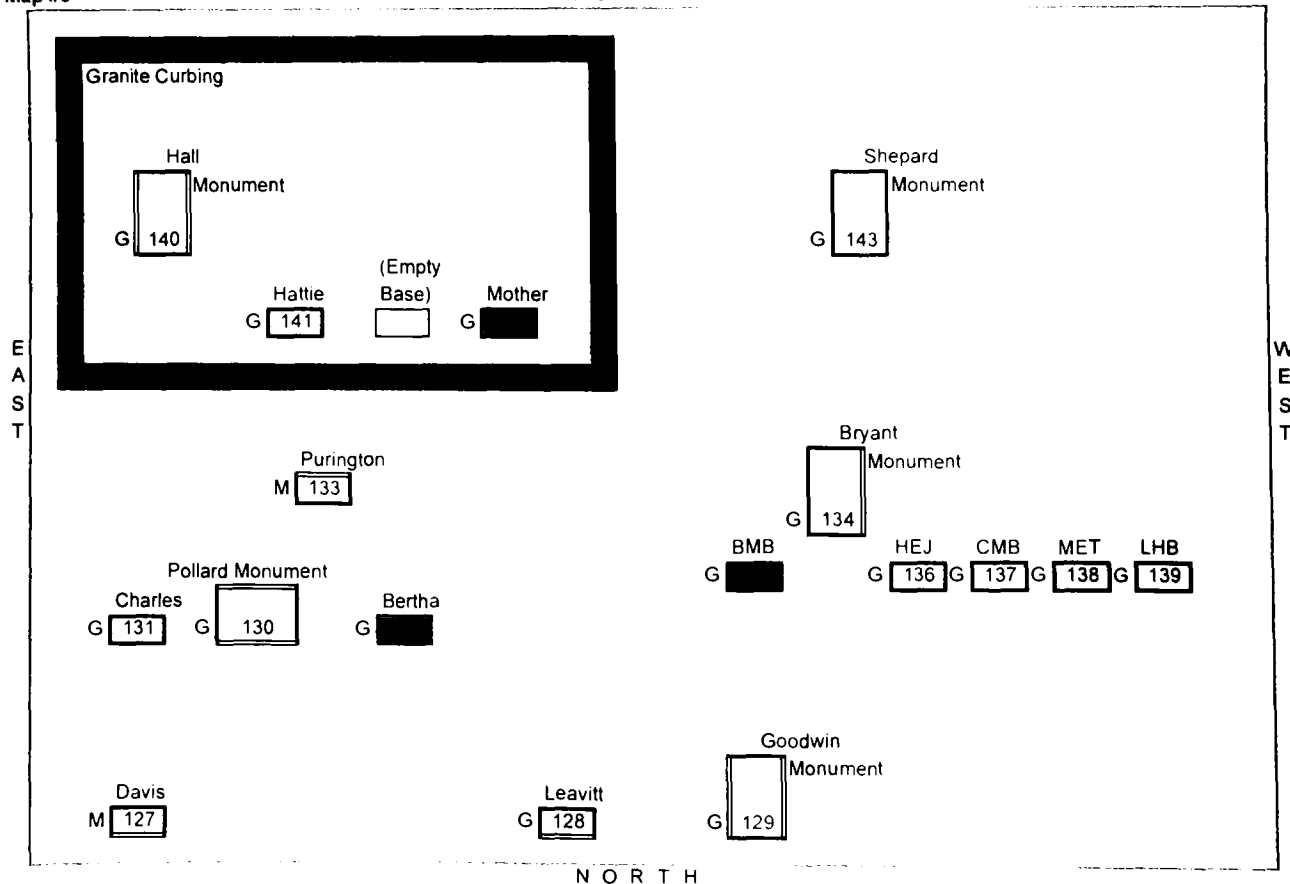 Granite Curbing
Hall
Monument
G 140
Shepard
Monument
G 143
(Empty
Base)
Hattie
G 141
Mother
G
EAST
WEST
Purington
M 133
Bryant
Monument
G 134
BMB
G
HEJ
G 136
CMB
G 137
MET
G 138
LHB
G 139
Pollard Monument
G 130
Charles
G 131
Bertha
G
Goodwin
Monument
G 129
Davis
M 127
Leavitt
G 128
NORTH